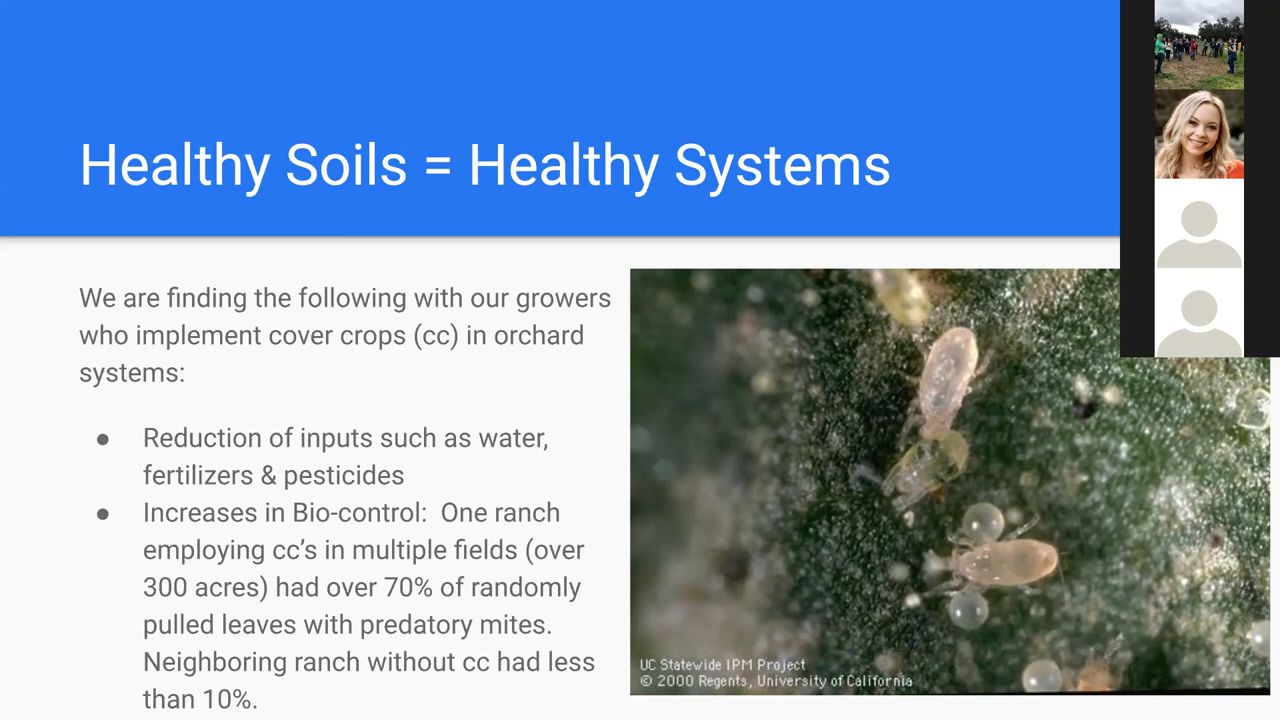 Healthy Soils = Healthy Systems
We are finding the following with our growers
who implement cover crops (cc) in orchard
systems:
● Reduction of inputs such as water,
fertilizers & pesticides
● Increases in Bio-control:  One ranch
employing cc’s in multiple fields (over
300 acres) had over 70% of randomly
pulled leaves with predatory mites.
Neighboring ranch without cc had less
than 10%.
UC Statewide IPM Project
© 2000 Regents, University of California